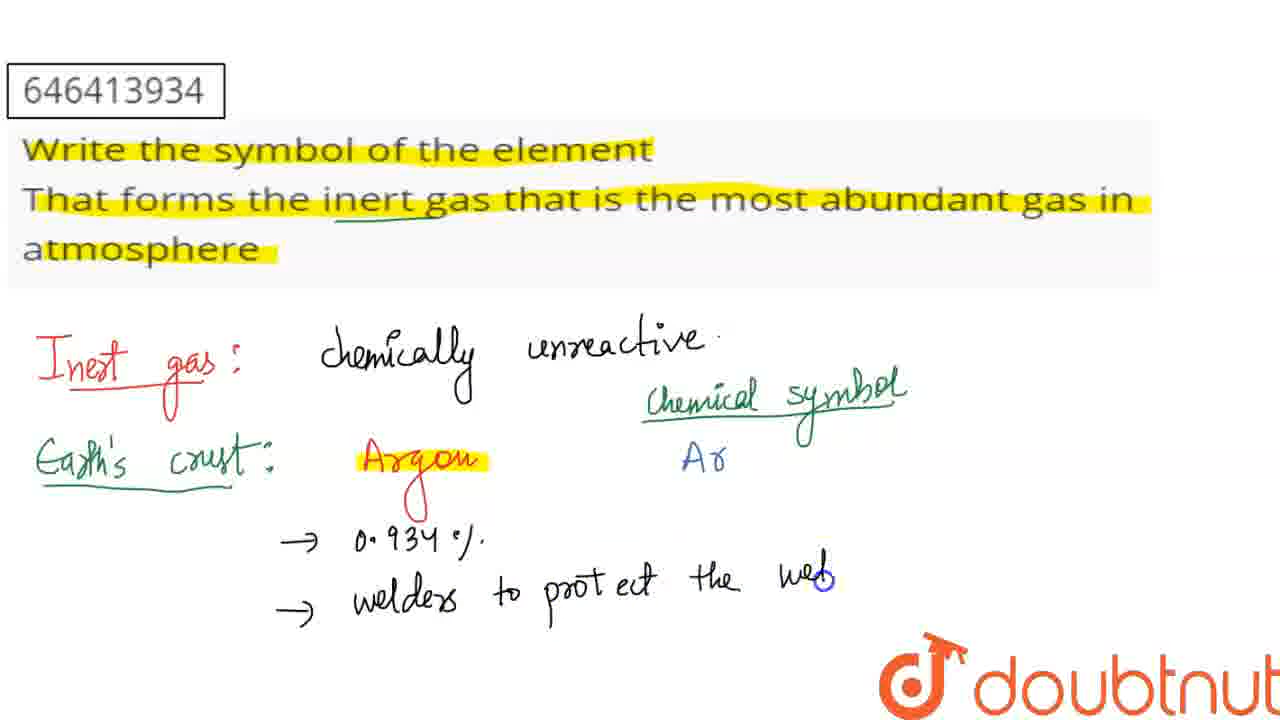 646413934
Write the symbol of the element
That forms the inert gas that is the most abundant gas in
atmosphere
Inert gas: chemically unreactive.
chemical symbol
Earth's crust: Argon Ar
→ 0.934 %.
→ welders to protect the wel
doubtnut